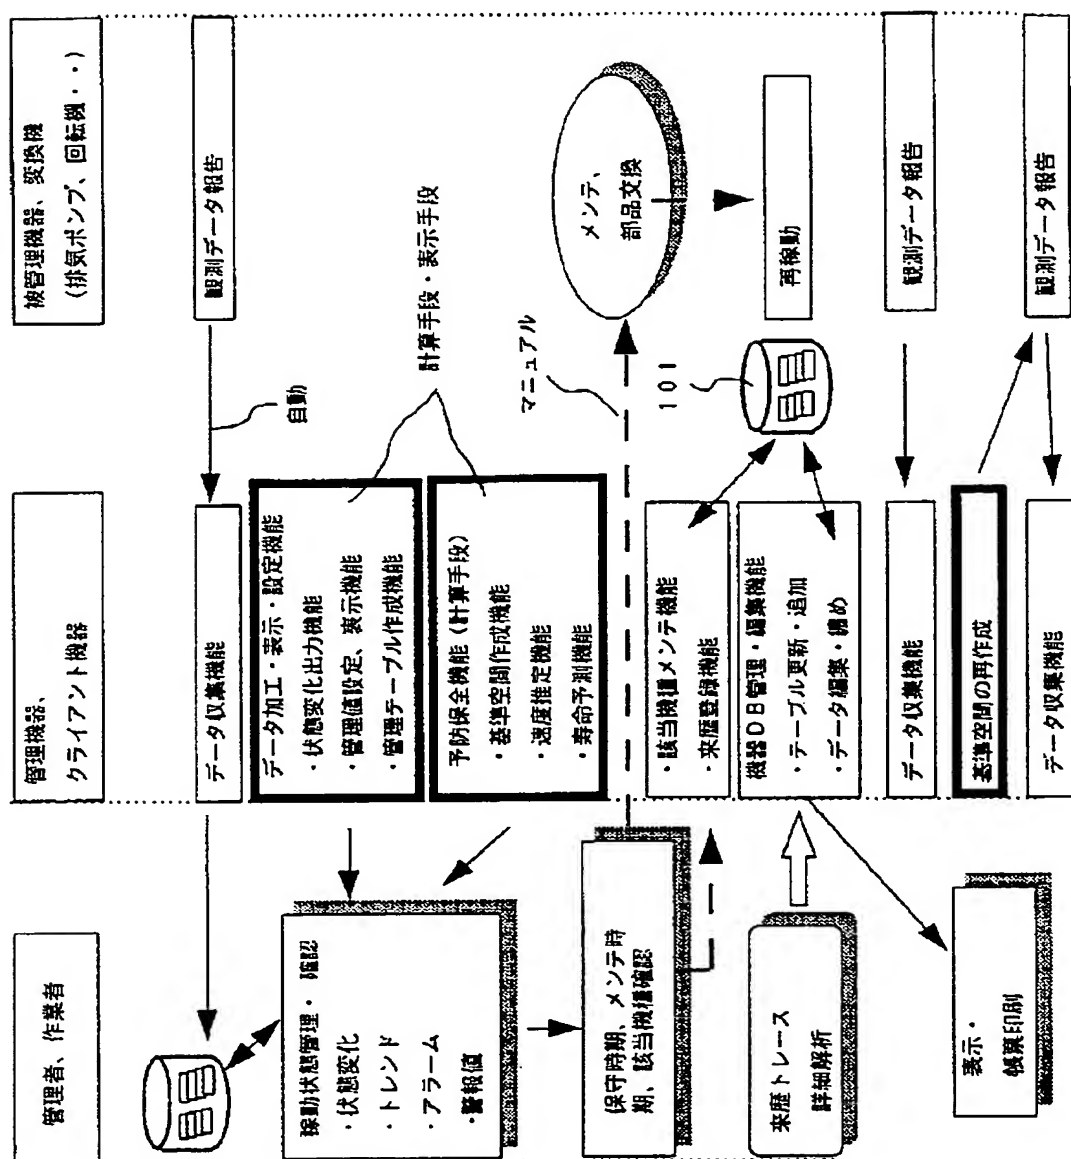 管理者、作業者
管理機器、
クライアント機器
被管理機器、変換機
(排気ポンプ、回転機・・)
データ収集機能
自動
観測データ報告
稼動状態管理・確認
・状態変化
・トレンド
・アラーム
・警報値
データ加工・表示・設定機能
・状態変化出力機能
・管理値設定、表示機能
・管理テーブル作成機能
計算手段・表示手段
予防保全機能(計算手段)
・基準空間作成機能
・速度推定機能
・寿命予測機能
保守時期、メンテ時
期、該当機種確認
マニュアル
メンテ、
部品交換
・該当機種メンテ機能
・来歴登録機能
101
再稼動
来歴トレース
詳細解析
機器DB管理・編集機能
・テーブル更新・追加
・データ編集・纏め
データ収集機能
観測データ報告
表示・
帳票印刷
基準空間の再作成
データ収集機能
観測データ報告